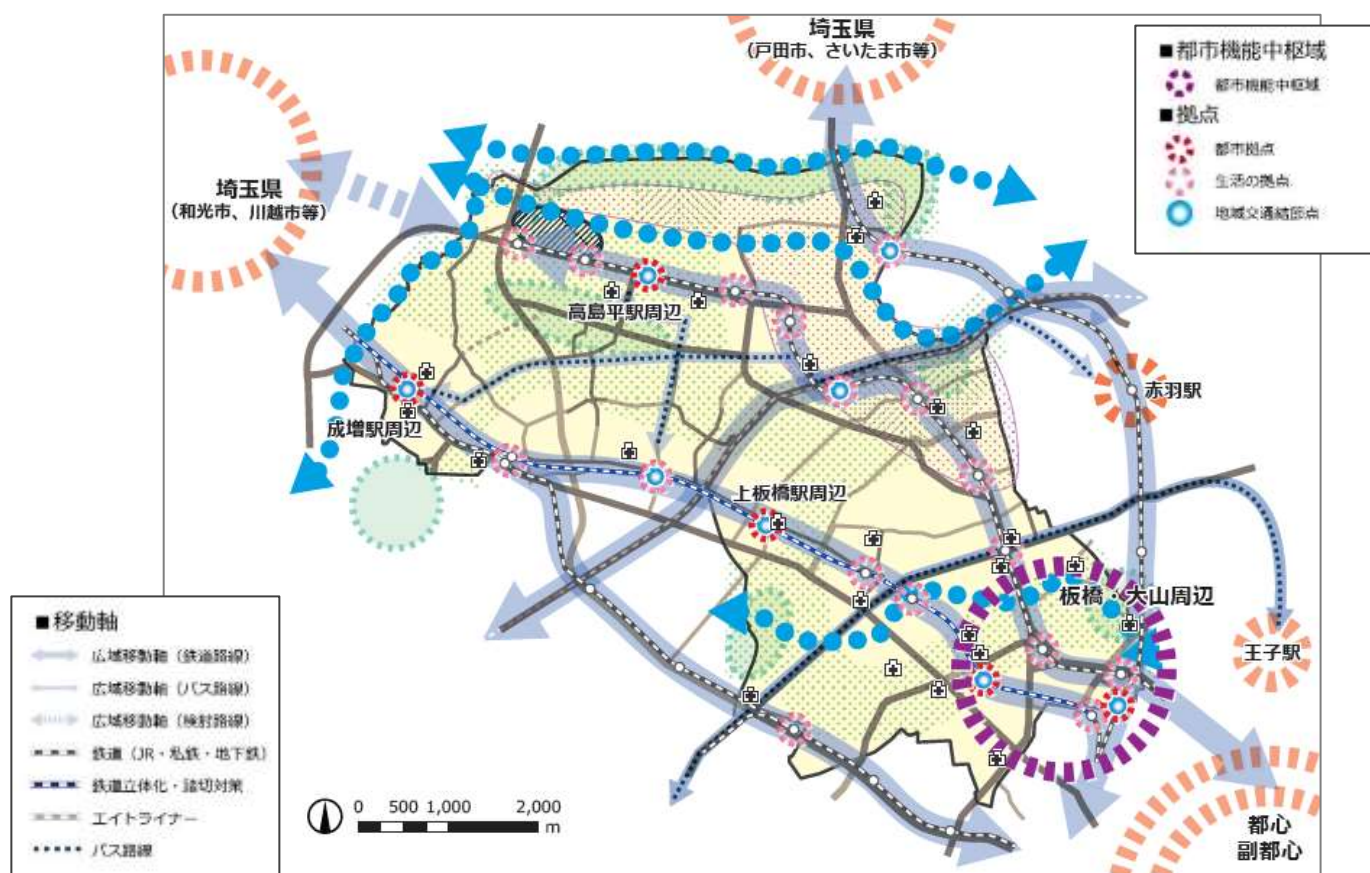 埼玉県
(戸田市、さいたま市等)
■都市機能中枢域
都市機能中枢域
■拠点
都市拠点
生活の拠点
地域交通結節点
埼玉県
(和光市、川越市等)
高島平駅周辺
赤羽駅
成増駅周辺
上板橋駅周辺
板橋・大山周辺
王子駅
■移動軸
広域移動軸(鉄道路線)
広域移動軸(バス路線)
広域移動軸(検討路線)
鉄道(JR・私鉄・地下鉄)
鉄道立体化・踏切対策
エイトライナー
バス路線
0 500 1,000 2,000
m
都心
副都心